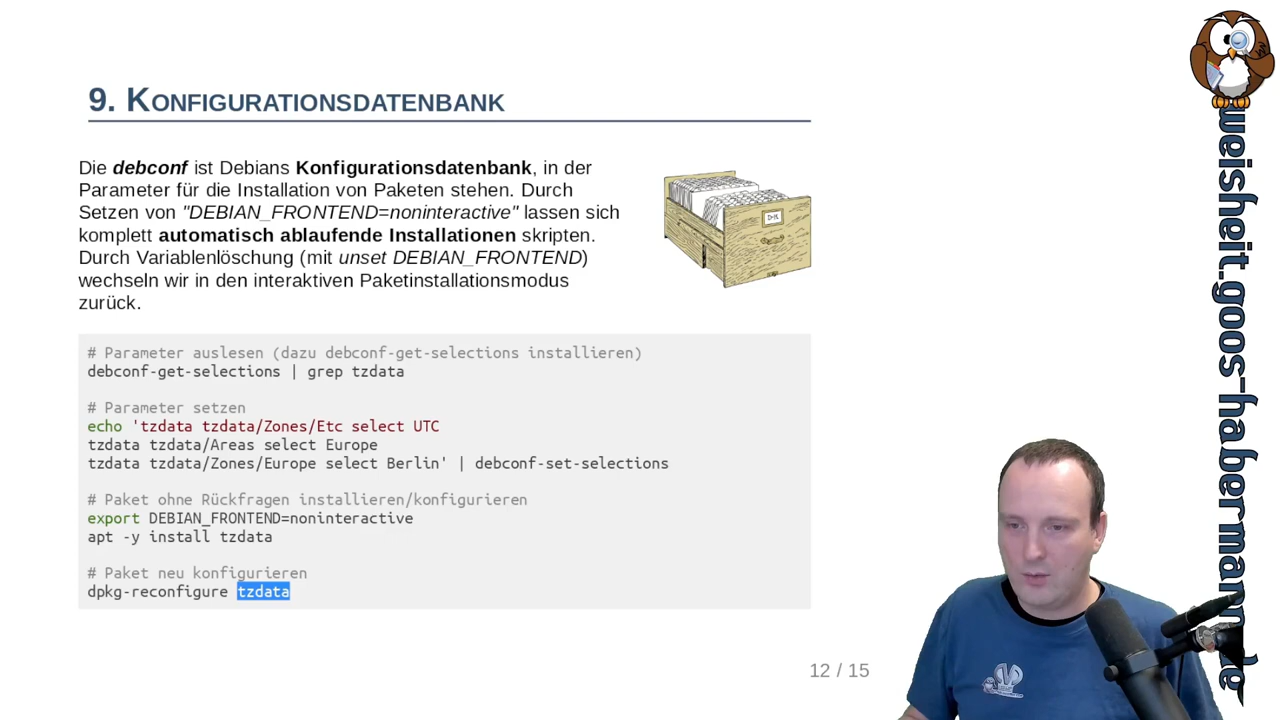 9. KONFIGURATIONSDATENBANK
Die debconf ist Debians Konfigurationsdatenbank, in der
Parameter für die Installation von Paketen stehen. Durch
Setzen von "DEBIAN_FRONTEND=noninteractive" lassen sich
komplett automatisch ablaufende Installationen skripten.
Durch Variablenlöschung (mit unset DEBIAN_FRONTEND)
wechseln wir in den interaktiven Paketinstallationsmodus
zurück.
# Parameter auslesen (dazu debconf-get-selections installieren)
debconf-get-selections | grep tzdata
# Parameter setzen
echo 'tzdata tzdata/Zones/Etc select UTC
tzdata tzdata/Areas select Europe
tzdata tzdata/Zones/Europe select Berlin' | debconf-set-selections
# Paket ohne Rückfragen installieren/konfigurieren
export DEBIAN_FRONTEND=noninteractive
apt -y install tzdata
# Paket neu konfigurieren
dpkg-reconfigure tzdata
12 / 15
weisheit.goos-habermann.de